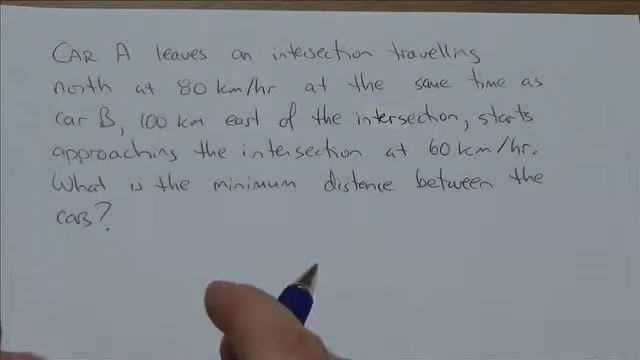 CAR A leaves an intersection travelling
north at 80 km/hr at the same time as
car B, 100 km east of the intersection, starts
approaching the intersection at 60 km/hr.
What is the minimum distance between the
cars?